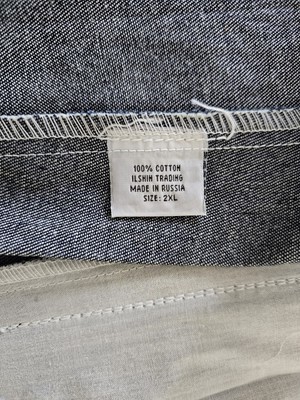 100% COTTON
ILSHIN TRADING
MADE IN RUSSIA
SIZE: 2XL